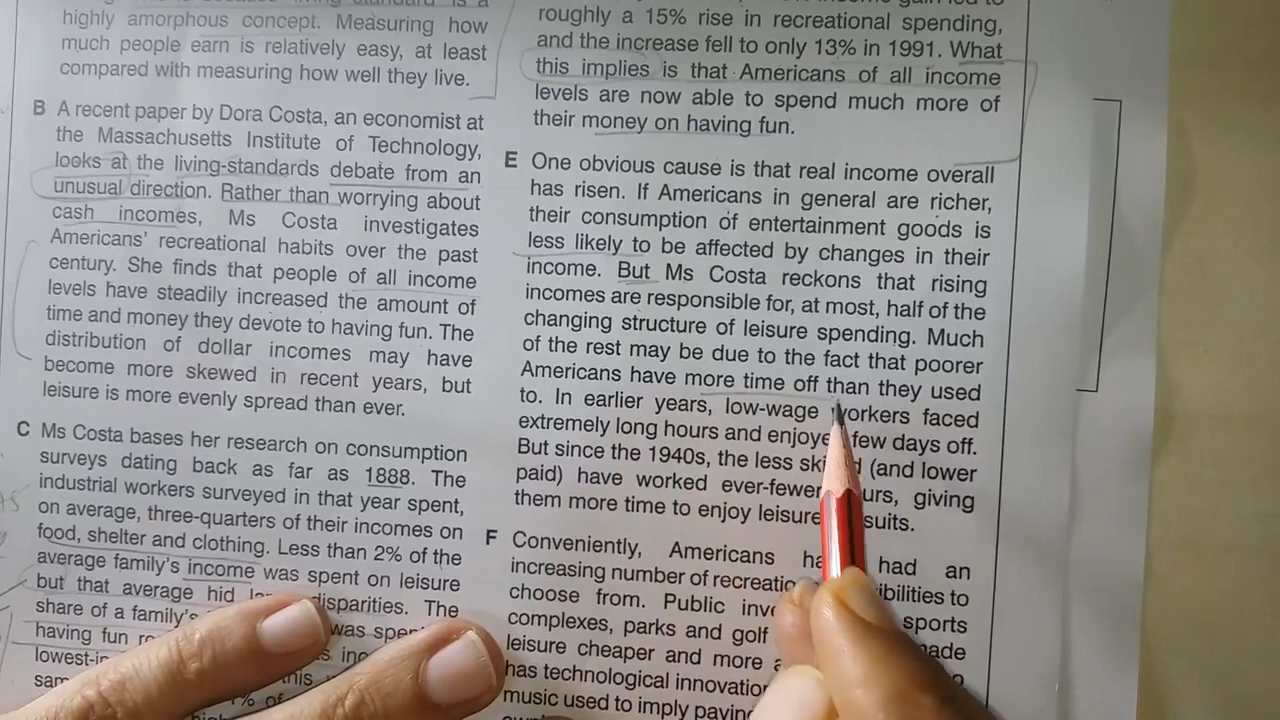 highly amorphous concept. Measuring how
much people earn is relatively easy, at least
compared with measuring how well they live.
B A recent paper by Dora Costa, an economist at
the Massachusetts Institute of Technology,
looks at the living-standards debate from an
unusual direction. Rather than worrying about
cash incomes, Ms Costa investigates
Americans' recreational habits over the past
century. She finds that people of all income
levels have steadily increased the amount of
time and money they devote to having fun. The
distribution of dollar incomes may have
become more skewed in recent years, but
leisure is more evenly spread than ever.
C Ms Costa bases her research on consumption
surveys dating back as far as 1888. The
industrial workers surveyed in that year spent,
on average, three-quarters of their incomes on
food, shelter and clothing. Less than 2% of the
average family's income was spent on leisure
but that average hid disparities. The
share of a family's was
having fun
this
% of
roughly a 15% rise in recreational spending,
and the increase fell to only 13% in 1991. What
this implies is that Americans of all income
levels are now able to spend much more of
their money on having fun.
E One obvious cause is that real income overall
has risen. If Americans in general are richer,
their consumption of entertainment goods is
less likely to be affected by changes in their
income. But Ms Costa reckons that rising
incomes are responsible for, at most, half of the
changing structure of leisure spending. Much
of the rest may be due to the fact that poorer
Americans have more time off than they used
to. In earlier years, low-wage workers faced
extremely long hours and enjoyed few days off.
But since the 1940s, the less skilled (and lower
paid) have worked ever-fewer hours, giving
them more time to enjoy leisure pursuits.
F Conveniently, Americans had an
increasing number of to
choose from. Public sports
complexes, parks and golf
leisure cheaper and more
has technological
music used to imply